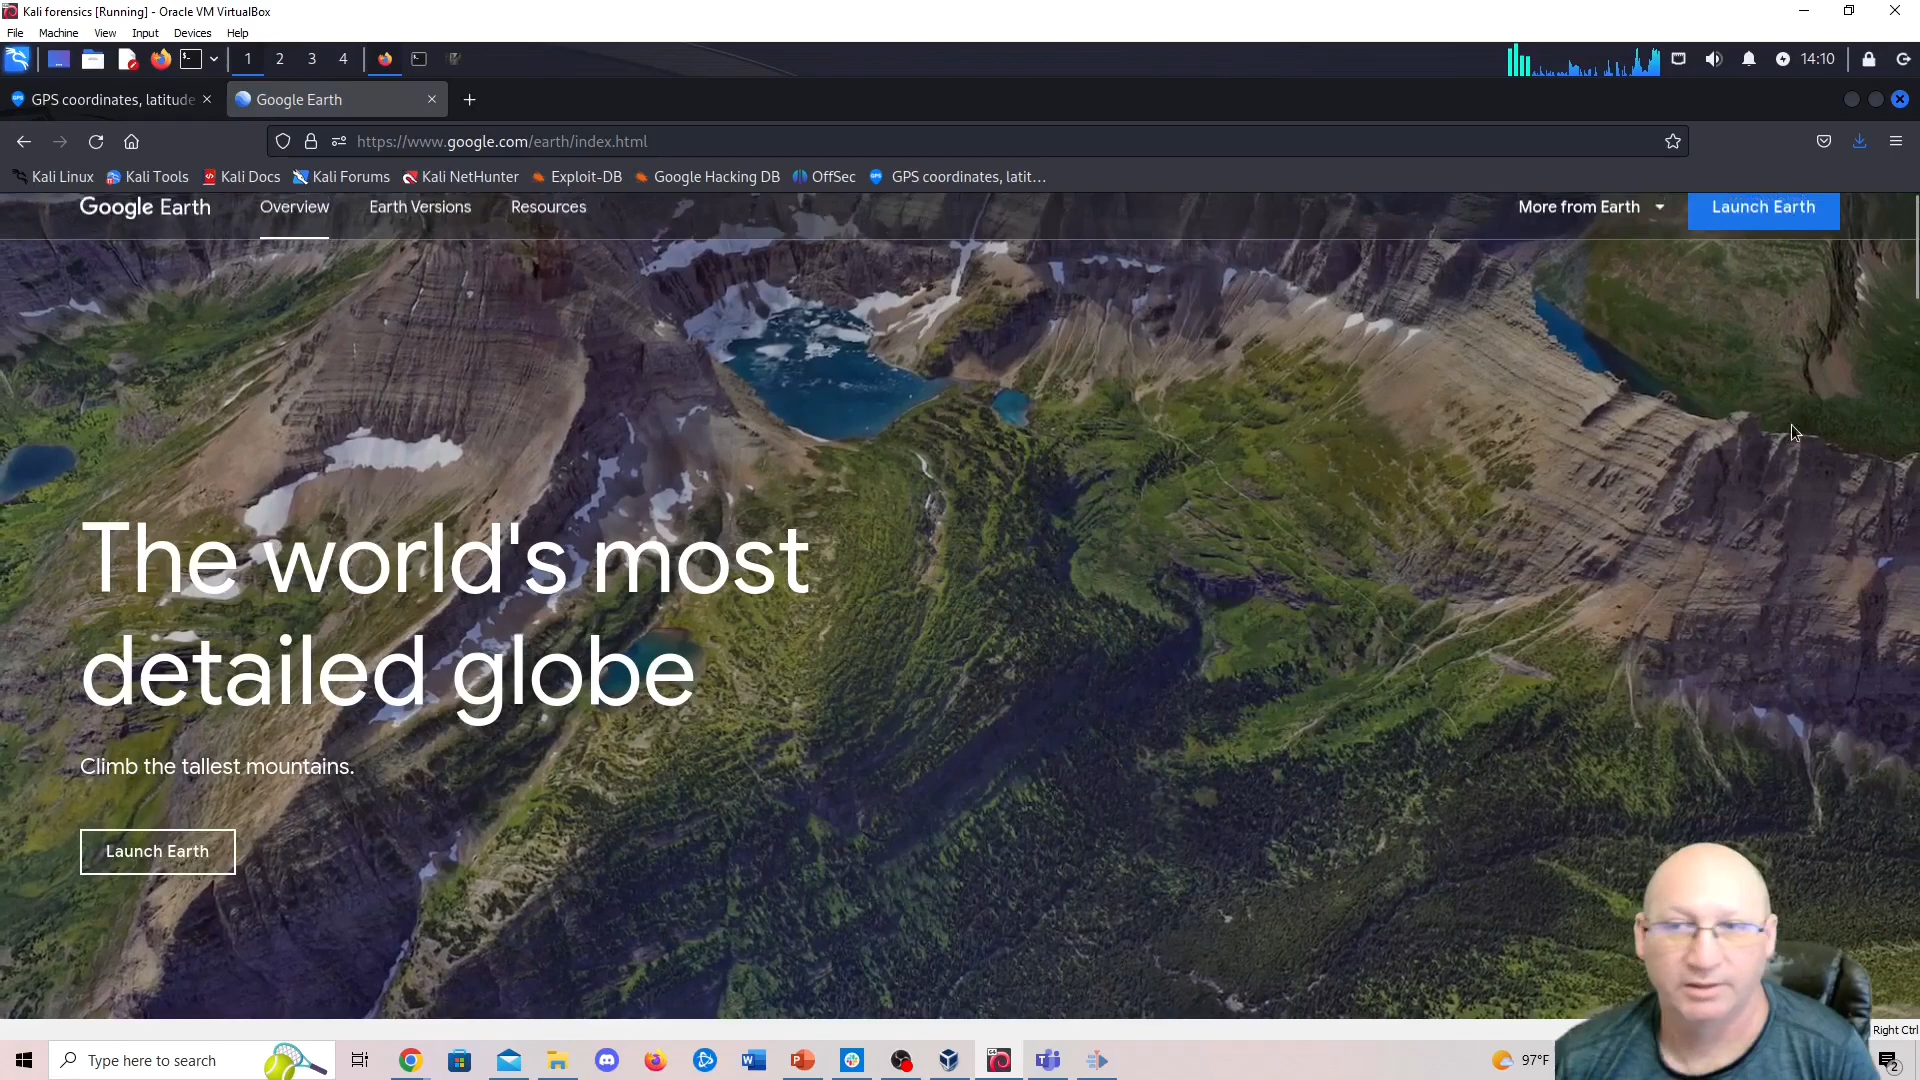 Kali forensics [Running] - Oracle VM VirtualBox
File Machine View Input Devices Help
1 2 3 4
14:10
GPS coordinates, latitude
Google Earth
https://www.google.com/earth/index.html
Kali Linux Kali Tools Kali Docs Kali Forums Kali NetHunter Exploit-DB Google Hacking DB OffSec GPS coordinates, latit...
Google Earth Overview Earth Versions Resources More from Earth Launch Earth
The world's most
detailed globe
Climb the tallest mountains.
Launch Earth
Right Ctrl
Type here to search
97°F
2